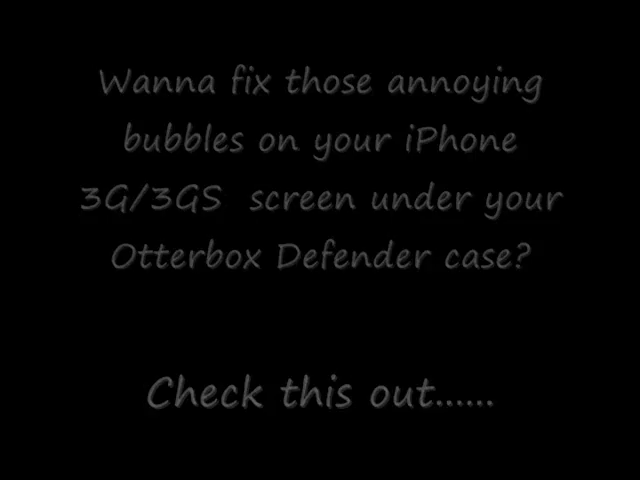 Wanna fix those annoying
bubbles on your iPhone
3G/3GS screen under your
Otterbox Defender case?
Check this out......